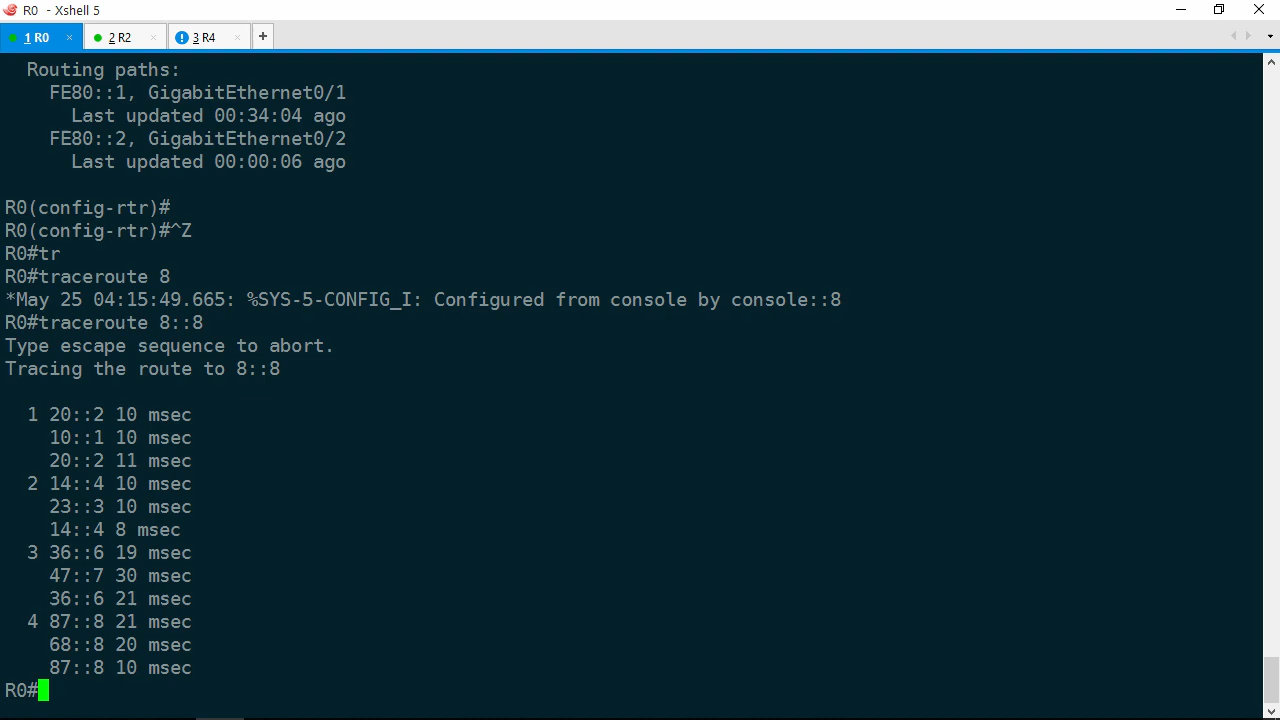 R0 - Xshell 5
1 R0 × 2 R2 × 3 R4 × +
Routing paths:
FE80::1, GigabitEthernet0/1
Last updated 00:34:04 ago
FE80::2, GigabitEthernet0/2
Last updated 00:00:06 ago
R0(config-rtr)#
R0(config-rtr)#^Z
R0#tr
R0#traceroute 8
*May 25 04:15:49.665: %SYS-5-CONFIG_I: Configured from console by console::8
R0#traceroute 8::8
Type escape sequence to abort.
Tracing the route to 8::8
1 20::2 10 msec
10::1 10 msec
20::2 11 msec
2 14::4 10 msec
23::3 10 msec
14::4 8 msec
3 36::6 19 msec
47::7 30 msec
36::6 21 msec
4 87::8 21 msec
68::8 20 msec
87::8 10 msec
R0#